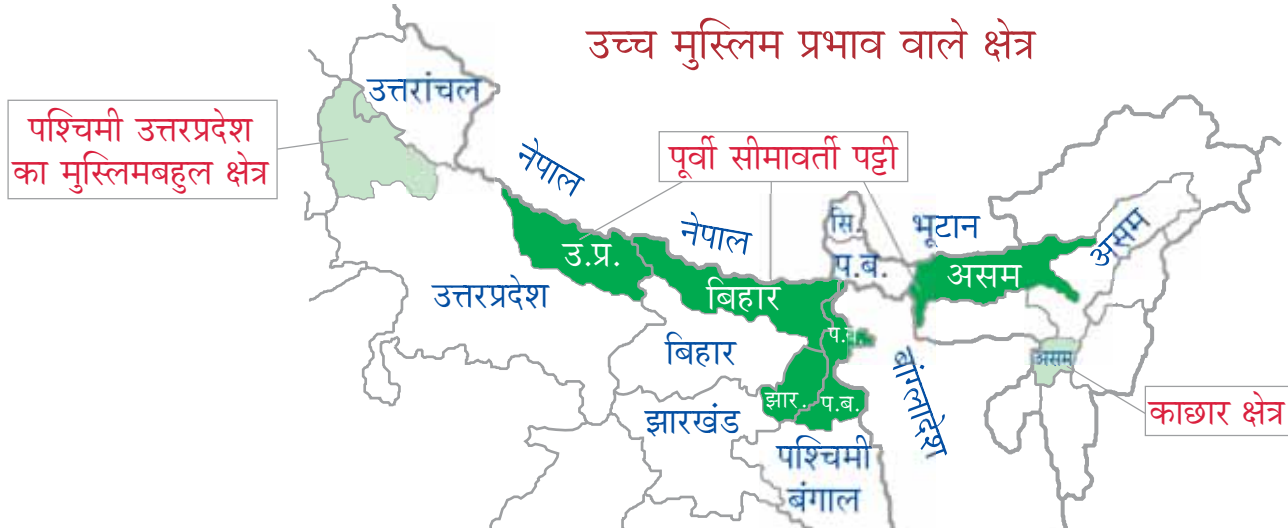 उच्च मुस्लिम प्रभाव वाले क्षेत्र
उत्तरांचल
पश्चिमी उत्तरप्रदेश
का मुस्लिमबहुल क्षेत्र
नेपाल
पूर्वी सीमावर्ती पट्टी
सि.
भूटान
असम
नेपाल
उ.प्र.
प.ब.
असम
उत्तरप्रदेश
बिहार
प.ब.
बिहार
बांग्लादेश
असम
झार.
प.ब.
काछार क्षेत्र
झारखंड
पश्चिमी
बंगाल